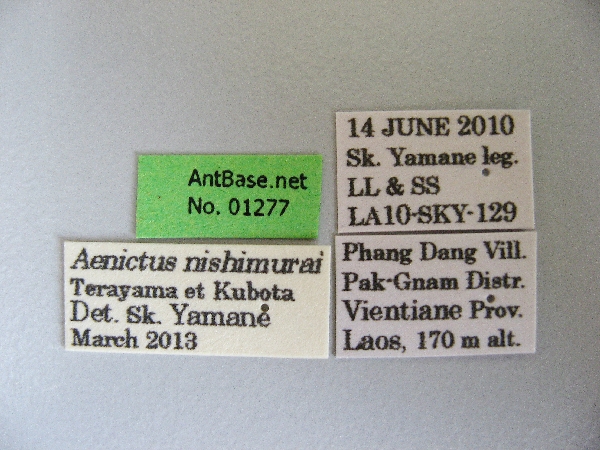 14 JUNE 2010
Sk. Yamane leg.
LL & SS
LA10-SKY-129
AntBase.net
No. 01277
Aenictus nishimurai
Terayama et Kubota
Det. Sk. Yamane
March 2013
Phang Dang Vill.
Pak-Gnam Distr.
Vientiane Prov.
Laos, 170 m alt.